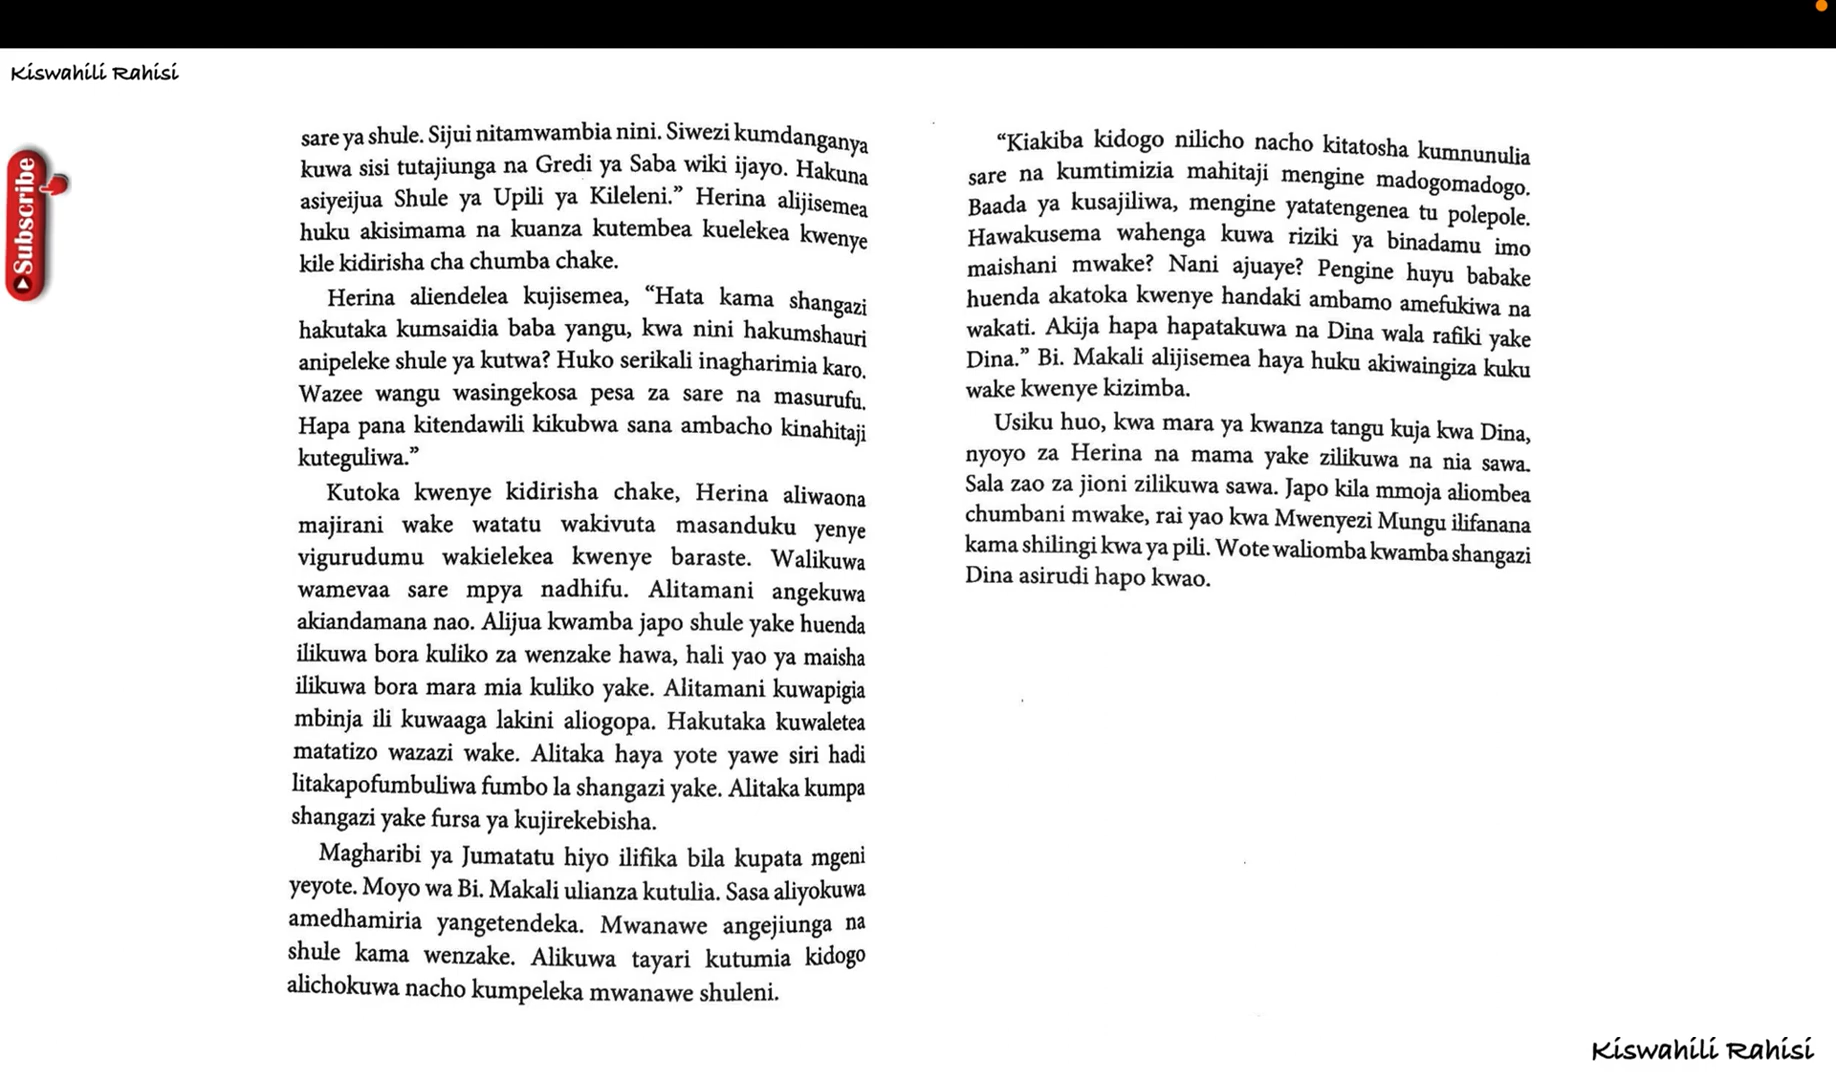 Kiswahili Rahisi
Subscribe
sare ya shule. Sijui nitamwambia nini. Siwezi kumdanganya
kuwa sisi tutajiunga na Gredi ya Saba wiki ijayo. Hakuna
asiyeijua Shule ya Upili ya Kileleni.” Herina alijisemea
huku akisimama na kuanza kutembea kuelekea kwenye
kile kidirisha cha chumba chake.
Herina aliendelea kujisemea, “Hata kama shangazi
hakutaka kumsaidia baba yangu, kwa nini hakumshauri
anipeleke shule ya kutwa? Huko serikali inagharimia karo.
Wazee wangu wasingekosa pesa za sare na masurufu.
Hapa pana kitendawili kikubwa sana ambacho kinahitaji
kuteguliwa.”
Kutoka kwenye kidirisha chake, Herina aliwaona
majirani wake watatu wakivuta masanduku yenye
vigurudumu wakielekea kwenye baraste. Walikuwa
wamevaa sare mpya nadhifu. Alitamani angekuwa
akiandamana nao. Alijua kwamba japo shule yake huenda
ilikuwa bora kuliko za wenzake hawa, hali yao ya maisha
ilikuwa bora mara mia kuliko yake. Alitamani kuwapigia
mbinja ili kuwaaga lakini aliogopa. Hakutaka kuwaletea
matatizo wazazi wake. Alitaka haya yote yawe siri hadi
litakapofumbuliwa fumbo la shangazi yake. Alitaka kumpa
shangazi yake fursa ya kujirekebisha.
Magharibi ya Jumatatu hiyo ilifika bila kupata mgeni
yeyote. Moyo wa Bi. Makali ulianza kutulia. Sasa aliyokuwa
amedhamiria yangetendeka. Mwanawe angejiunga na
shule kama wenzake. Alikuwa tayari kutumia kidogo
alichokuwa nacho kumpeleka mwanawe shuleni.
“Kiakiba kidogo nilicho nacho kitatosha kumnunulia
sare na kumtimizia mahitaji mengine madogomadogo.
Baada ya kusajiliwa, mengine yatatengenea tu polepole.
Hawakusema wahenga kuwa riziki ya binadamu imo
maishani mwake? Nani ajuaye? Pengine huyu babake
huenda akatoka kwenye handaki ambamo amefukiwa na
wakati. Akija hapa hapatakuwa na Dina wala rafiki yake
Dina.” Bi. Makali alijisemea haya huku akiwaingiza kuku
wake kwenye kizimba.
Usiku huo, kwa mara ya kwanza tangu kuja kwa Dina,
nyoyo za Herina na mama yake zilikuwa na nia sawa.
Sala zao za jioni zilikuwa sawa. Japo kila mmoja aliombea
chumbani mwake, rai yao kwa Mwenyezi Mungu ilifanana
kama shilingi kwa ya pili. Wote waliomba kwamba shangazi
Dina asirudi hapo kwao.
Kiswahili Rahisi